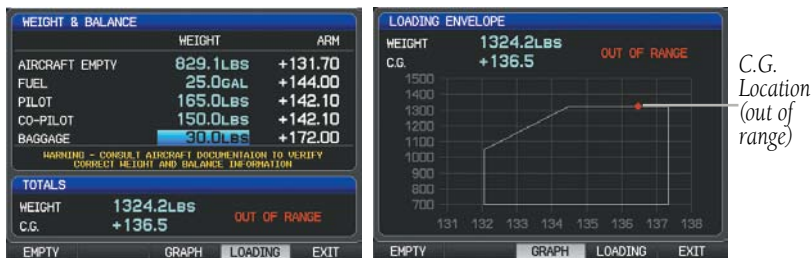 WEIGHT & BALANCE
WEIGHT ARM
AIRCRAFT EMPTY 829.1LBS +131.70
FUEL 25.0GAL +144.00
PILOT 165.0LBS +142.10
CO-PILOT 150.0LBS +142.10
BAGGAGE 30.0LBS +172.00
WARNING - CONSULT AIRCRAFT DOCUMENTAION TO VERIFY
CORRECT WEIGHT AND BALANCE INFORMATION
TOTALS
WEIGHT 1324.2LBS
OUT OF RANGE
C.G. +136.5
EMPTY GRAPH LOADING EXIT
LOADING ENVELOPE
WEIGHT 1324.2LBS
OUT OF RANGE
C.G. +136.5
1500
1400
1300
1200
1100
1000
900
800
700
131 132 133 134 135 136 137 138
EMPTY GRAPH LOADING EXIT
C.G.
Location
(out of
range)